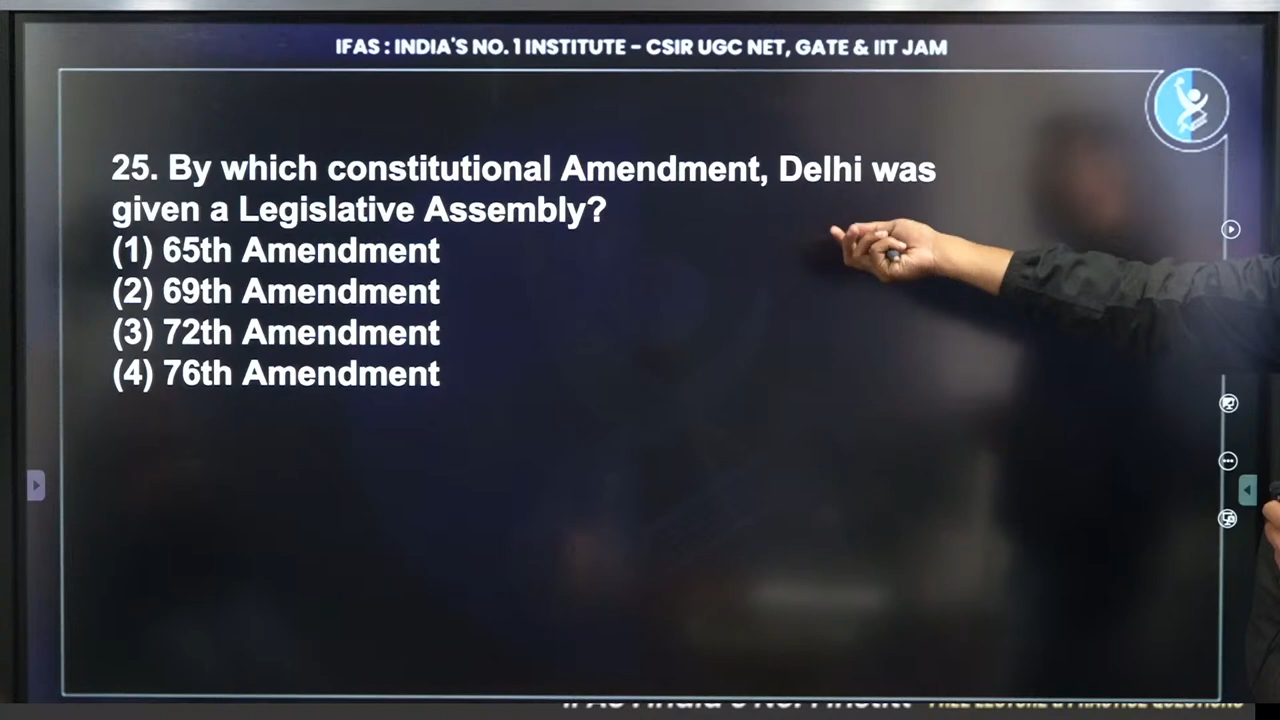 IFAS : INDIA'S NO. 1 INSTITUTE - CSIR UGC NET, GATE & IIT JAM
25. By which constitutional Amendment, Delhi was
given a Legislative Assembly?
(1) 65th Amendment
(2) 69th Amendment
(3) 72th Amendment
(4) 76th Amendment